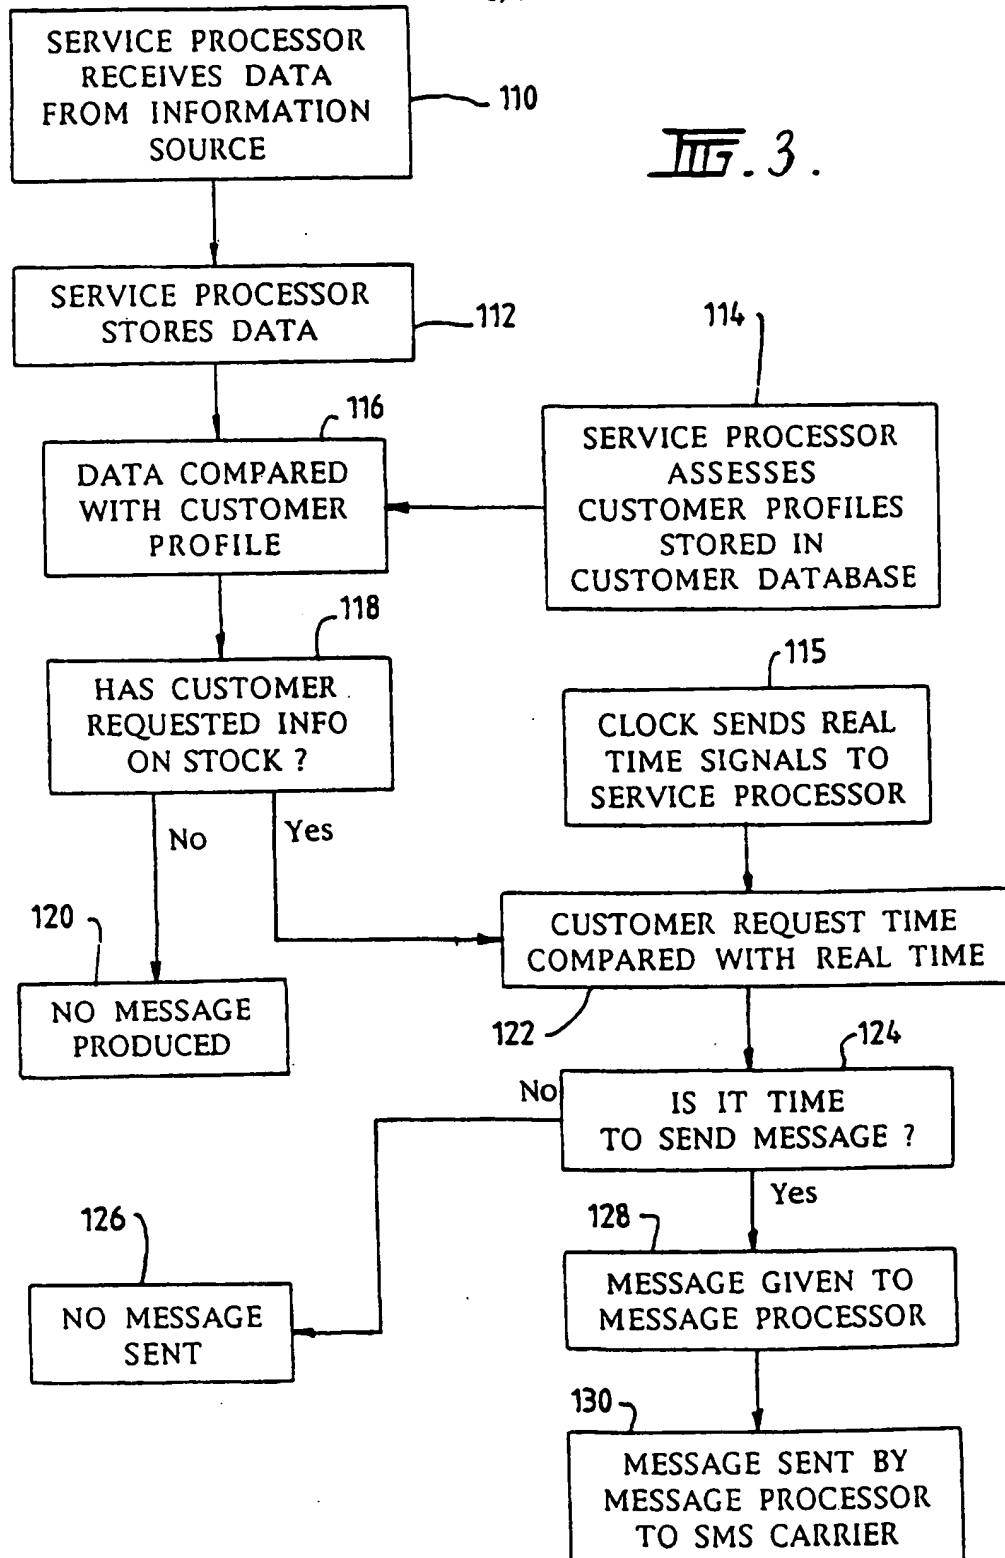 SERVICE PROCESSOR
RECEIVES DATA
FROM INFORMATION
SOURCE
110
FIG. 3.
SERVICE PROCESSOR
STORES DATA
112
114
116
DATA COMPARED
WITH CUSTOMER
PROFILE
SERVICE PROCESSOR
ASSESSES
CUSTOMER PROFILES
STORED IN
CUSTOMER DATABASE
118
HAS CUSTOMER
REQUESTED INFO
ON STOCK ?
115
CLOCK SENDS REAL
TIME SIGNALS TO
SERVICE PROCESSOR
No
Yes
120
NO MESSAGE
PRODUCED
CUSTOMER REQUEST TIME
COMPARED WITH REAL TIME
122
124
No
IS IT TIME
TO SEND MESSAGE ?
Yes
126
NO MESSAGE
SENT
128
MESSAGE GIVEN TO
MESSAGE PROCESSOR
130
MESSAGE SENT BY
MESSAGE PROCESSOR
TO SMS CARRIER